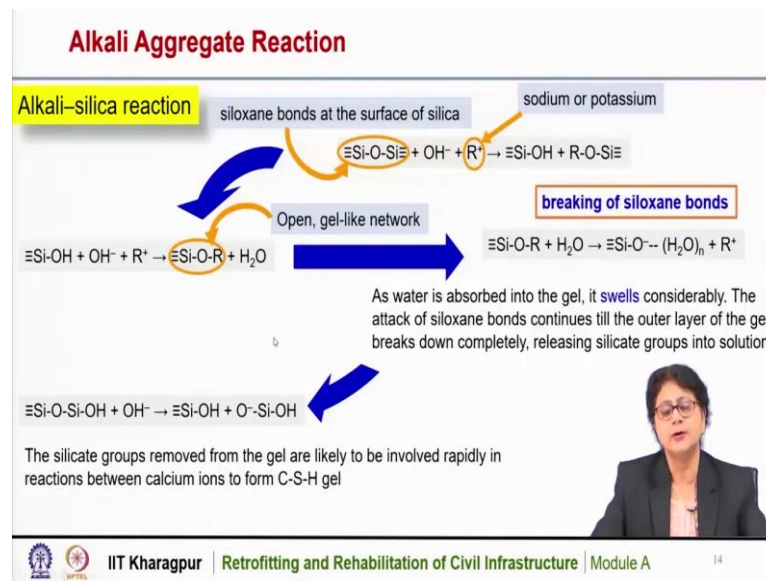 Alkali Aggregate Reaction
Alkali–silica reaction
siloxane bonds at the surface of silica
sodium or potassium
≡Si-O-Si≡ + OH⁻ + R⁺ → ≡Si-OH + R-O-Si≡
breaking of siloxane bonds
Open, gel-like network
≡Si-OH + OH⁻ + R⁺ → ≡Si-O-R + H₂O
≡Si-O-R + H₂O → ≡Si-O⁻-- (H₂O)ₙ + R⁺
As water is absorbed into the gel, it swells considerably. The
attack of siloxane bonds continues till the outer layer of the ge
breaks down completely, releasing silicate groups into solution
≡Si-O-Si-OH + OH⁻ → ≡Si-OH + O⁻-Si-OH
The silicate groups removed from the gel are likely to be involved rapidly in
reactions between calcium ions to form C-S-H gel
NPTEL
IIT Kharagpur | Retrofitting and Rehabilitation of Civil Infrastructure | Module A
14